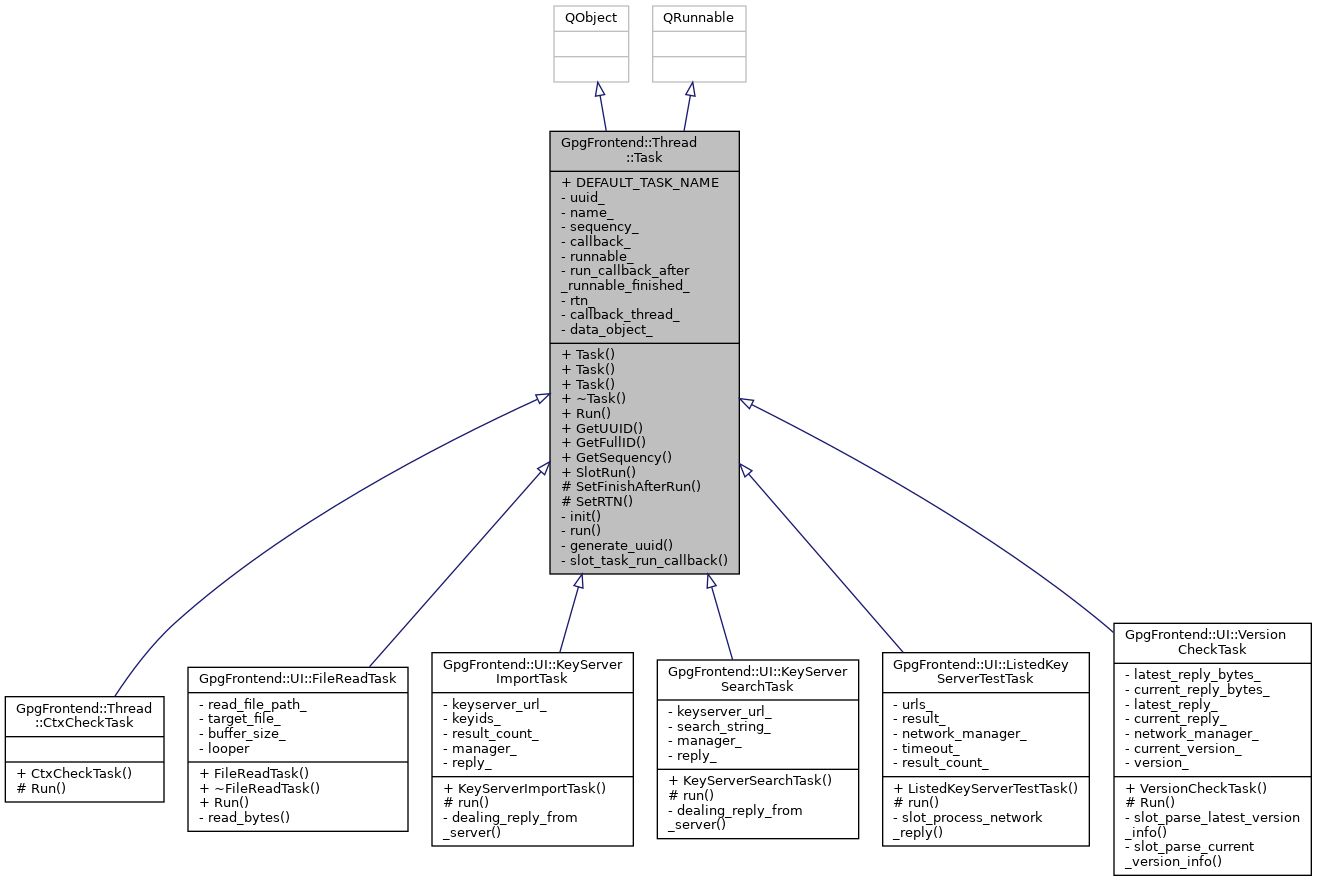 QObject
QRunnable
GpgFrontend::Thread
::Task
+ DEFAULT_TASK_NAME
- uuid_
- name_
- sequency_
- callback_
- runnable_
- run_callback_after
_runnable_finished_
- rtn_
- callback_thread_
- data_object_
+ Task()
+ Task()
+ Task()
+ ~Task()
+ Run()
+ GetUUID()
+ GetFullID()
+ GetSequency()
+ SlotRun()
# SetFinishAfterRun()
# SetRTN()
- init()
- run()
- generate_uuid()
- slot_task_run_callback()
GpgFrontend::Thread
::CtxCheckTask
+ CtxCheckTask()
# Run()
GpgFrontend::UI::FileReadTask
- read_file_path_
- target_file_
- buffer_size_
- looper
+ FileReadTask()
+ ~FileReadTask()
+ Run()
- read_bytes()
GpgFrontend::UI::KeyServer
ImportTask
- keyserver_url_
- keyids_
- result_count_
- manager_
- reply_
+ KeyServerImportTask()
# run()
- dealing_reply_from
_server()
GpgFrontend::UI::KeyServer
SearchTask
- keyserver_url_
- search_string_
- manager_
- reply_
+ KeyServerSearchTask()
# run()
- dealing_reply_from
_server()
GpgFrontend::UI::ListedKey
ServerTestTask
- urls_
- result_
- network_manager_
- timeout_
- result_count_
+ ListedKeyServerTestTask()
# run()
- slot_process_network
_reply()
GpgFrontend::UI::Version
CheckTask
- latest_reply_bytes_
- current_reply_bytes_
- latest_reply_
- current_reply_
- network_manager_
- current_version_
- version_
+ VersionCheckTask()
# Run()
- slot_parse_latest_version
_info()
- slot_parse_current
_version_info()